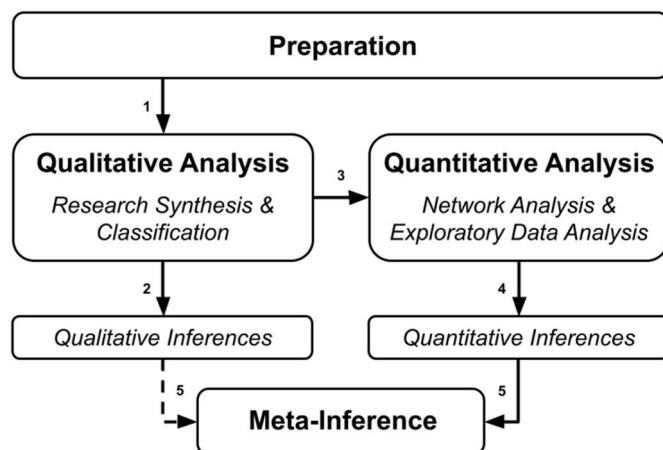 Preparation
1
Qualitative Analysis
Research Synthesis &
Classification
3
Quantitative Analysis
Network Analysis &
Exploratory Data Analysis
2
4
Qualitative Inferences
Quantitative Inferences
5
5
Meta-Inference